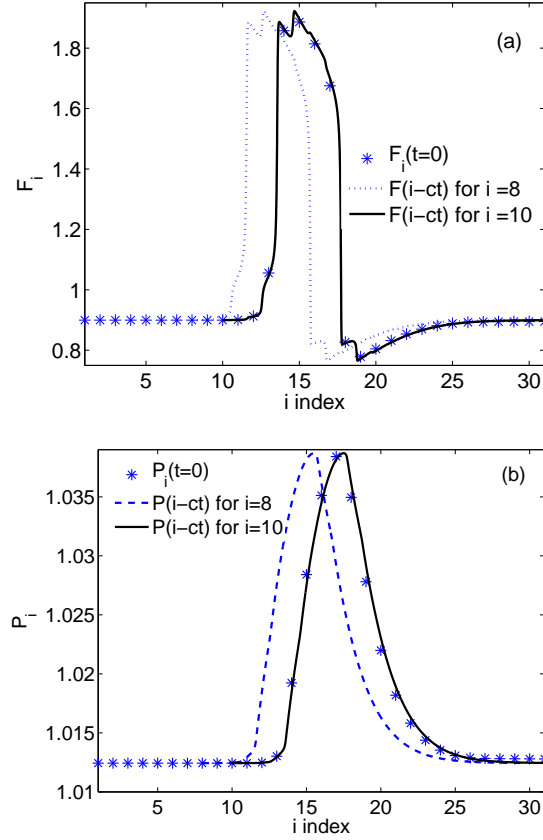 (a)
1.8
1.6
1.4
1.2
1
0.8
F_i
F_i(t=0)
F(i−ct) for i =8
F(i−ct) for i =10
5 10 15 20 25 30
i index
(b)
P_i(t=0)
P(i−ct) for i=8
P(i−ct) for i=10
1.035
1.03
1.025
1.02
1.015
1.01
P_i
5 10 15 20 25 30
i index